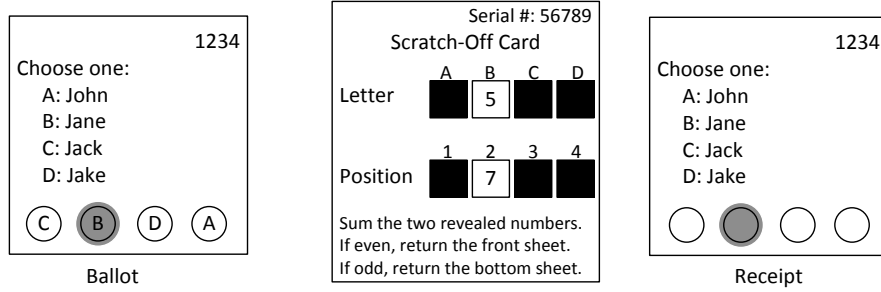 1234
Choose one:
A: John
B: Jane
C: Jack
D: Jake
C B D A
Ballot
Serial #: 56789
Scratch-Off Card
A B C D
Letter 5
1 2 3 4
Position 7
Sum the two revealed numbers.
If even, return the front sheet.
If odd, return the bottom sheet.
1234
Choose one:
A: John
B: Jane
C: Jack
D: Jake
Receipt